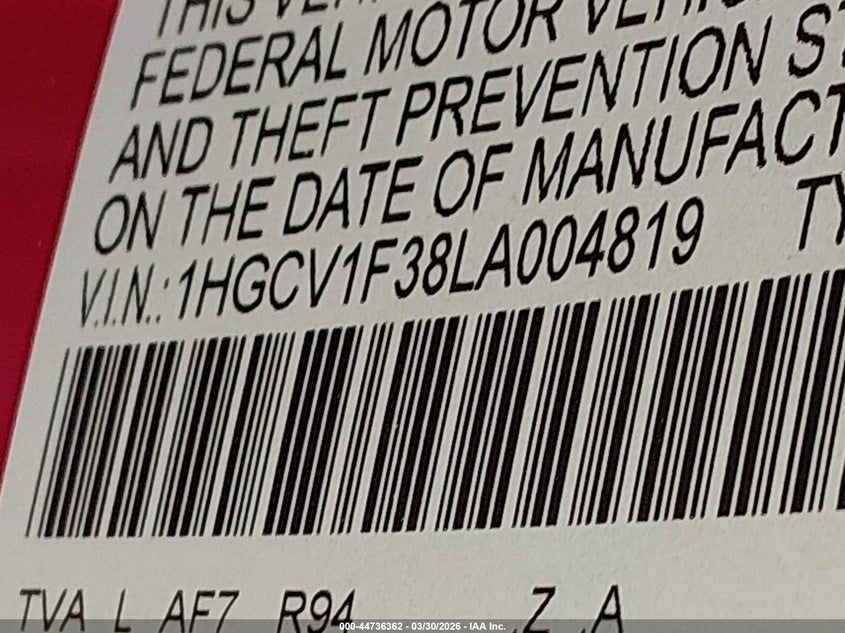 THIS
FEDERAL MOTOR
AND THEFT PREVENTION
ON THE DATE OF
V.I.N.: 1HGCV1F38LA004819
TVA L AF7 R94 Z A
000-44736362 - 03/30/2026 - IAA Inc.